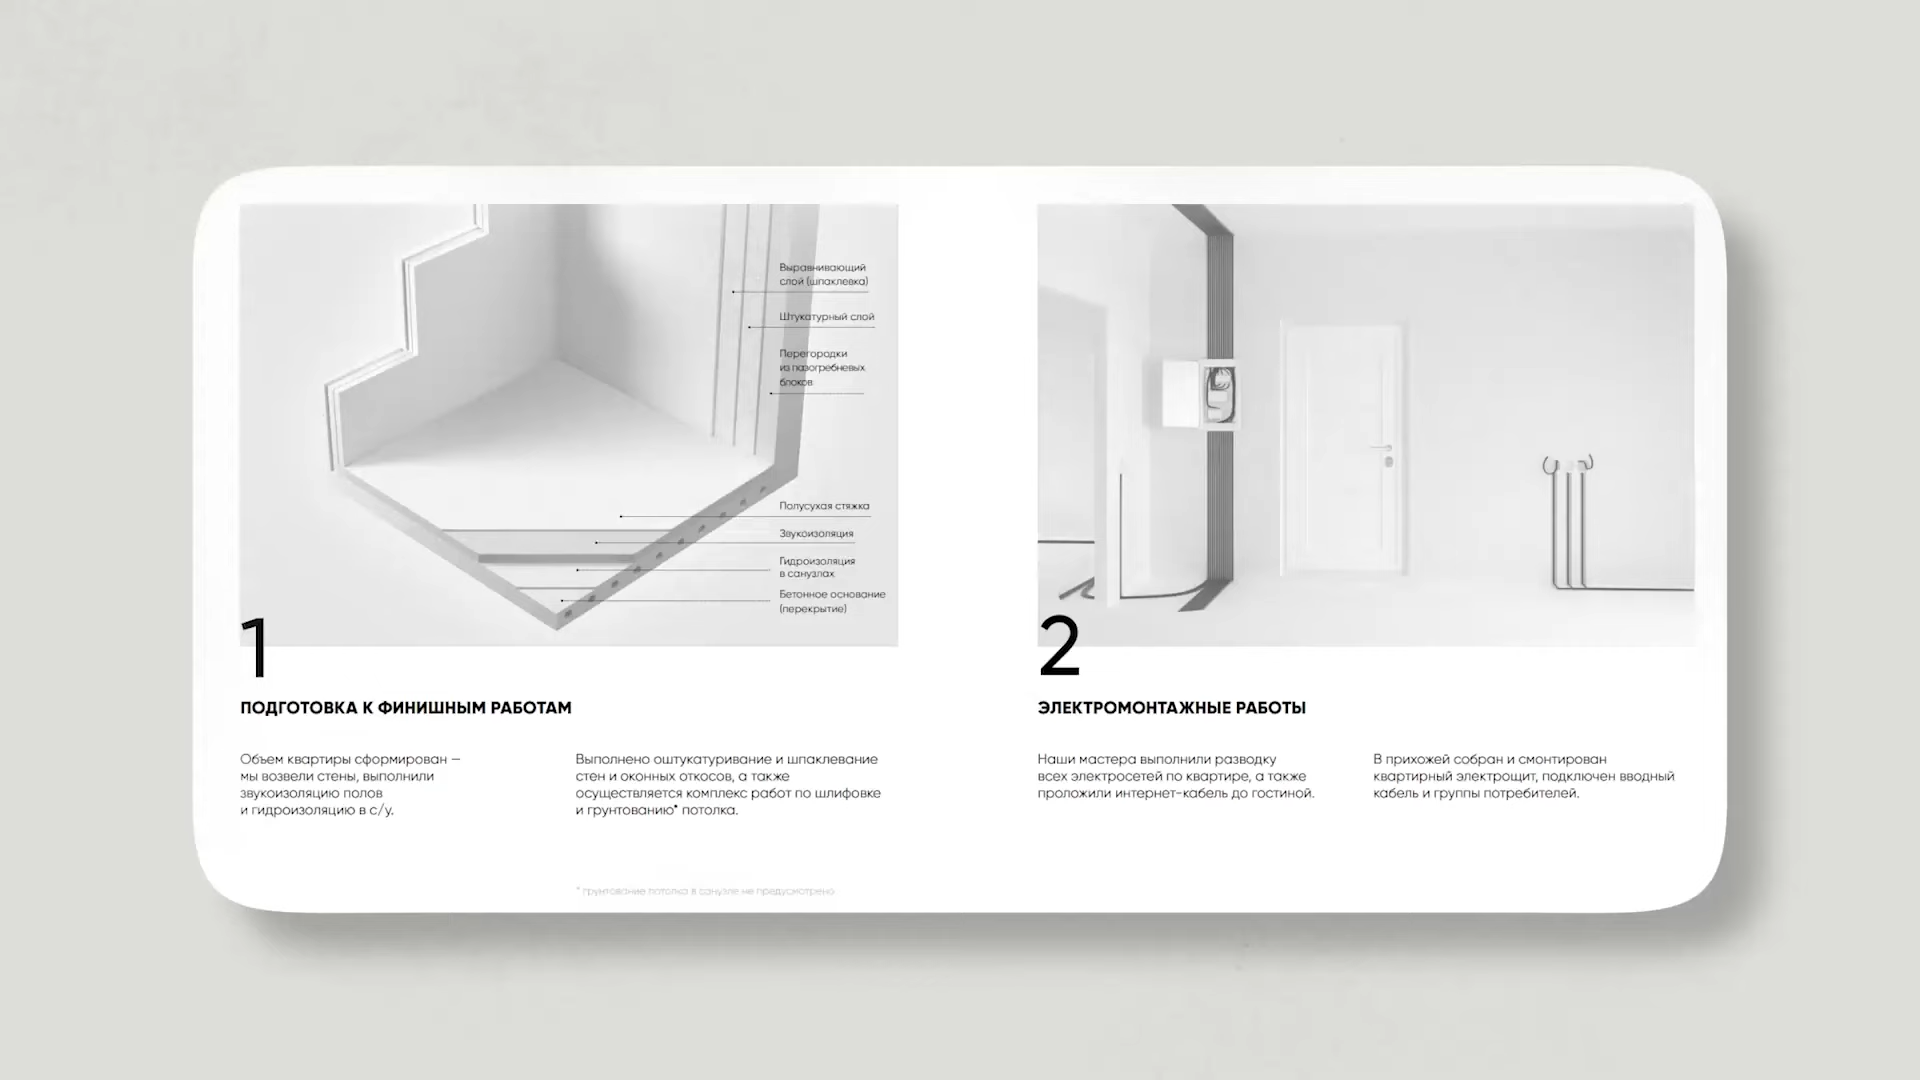 Выравнивающий
слой (шпаклевка)
Штукатурный слой
Перегородки
из пазогребневых
блоков
Полусухая стяжка
Звукоизоляция
Гидроизоляция
в санузлах
Бетонное основание
(перекрытие)
1
ПОДГОТОВКА К ФИНИШНЫМ РАБОТАМ
Объем квартиры сформирован —
мы возвели стены, выполнили
звукоизоляцию полов
и гидроизоляцию в с/у.
Выполнено оштукатуривание и шпаклевание
стен и оконных откосов, а также
осуществляется комплекс работ по шлифовке
и грунтованию* потолка.
* грунтование потолка в санузле не предусмотрено
2
ЭЛЕКТРОМОНТАЖНЫЕ РАБОТЫ
Наши мастера выполнили разводку
всех электросетей по квартире, а также
проложили интернет-кабель до гостиной.
В прихожей собран и смонтирован
квартирный электрощит, подключен вводный
кабель и группы потребителей.